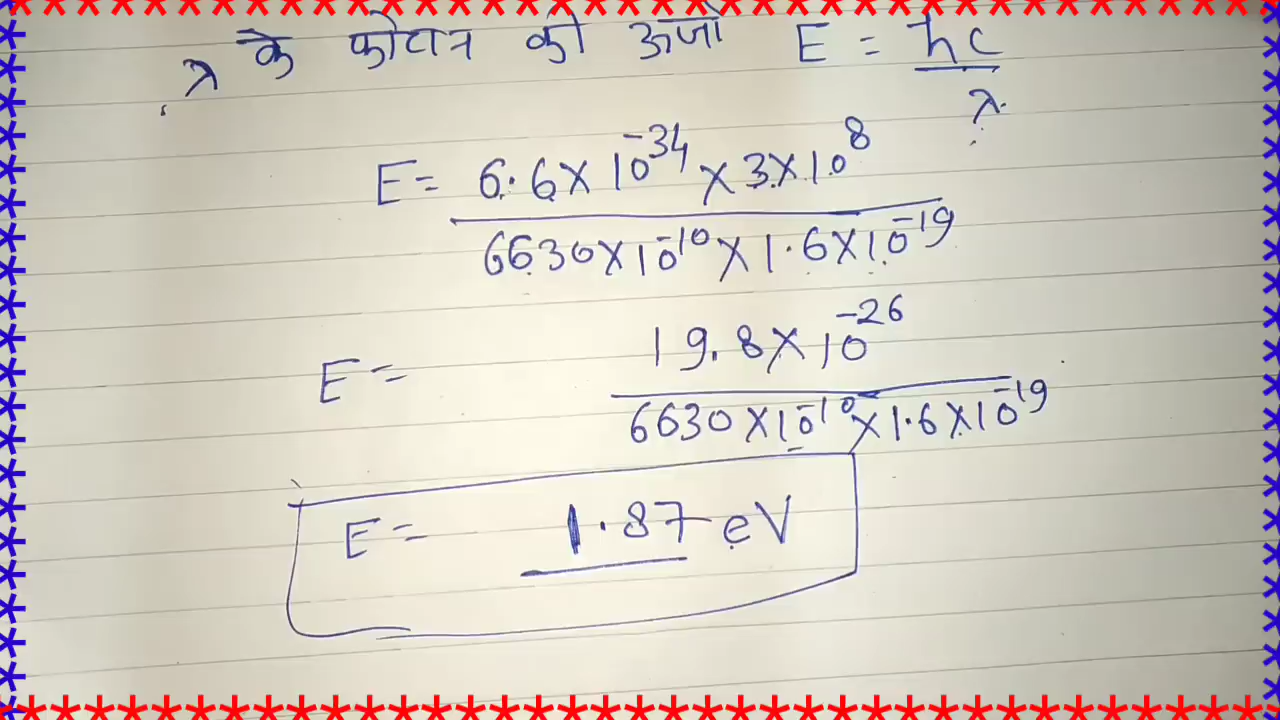 λ के फोटान की ऊर्जा E = hc / λ
E = 6.6 × 10⁻³⁴ × 3 × 10⁸ / 6630 × 10⁻¹⁰ × 1.6 × 10⁻¹⁹
E = 19.8 × 10⁻²⁶ / 6630 × 10⁻¹⁰ × 1.6 × 10⁻¹⁹
E = 1.87 eV